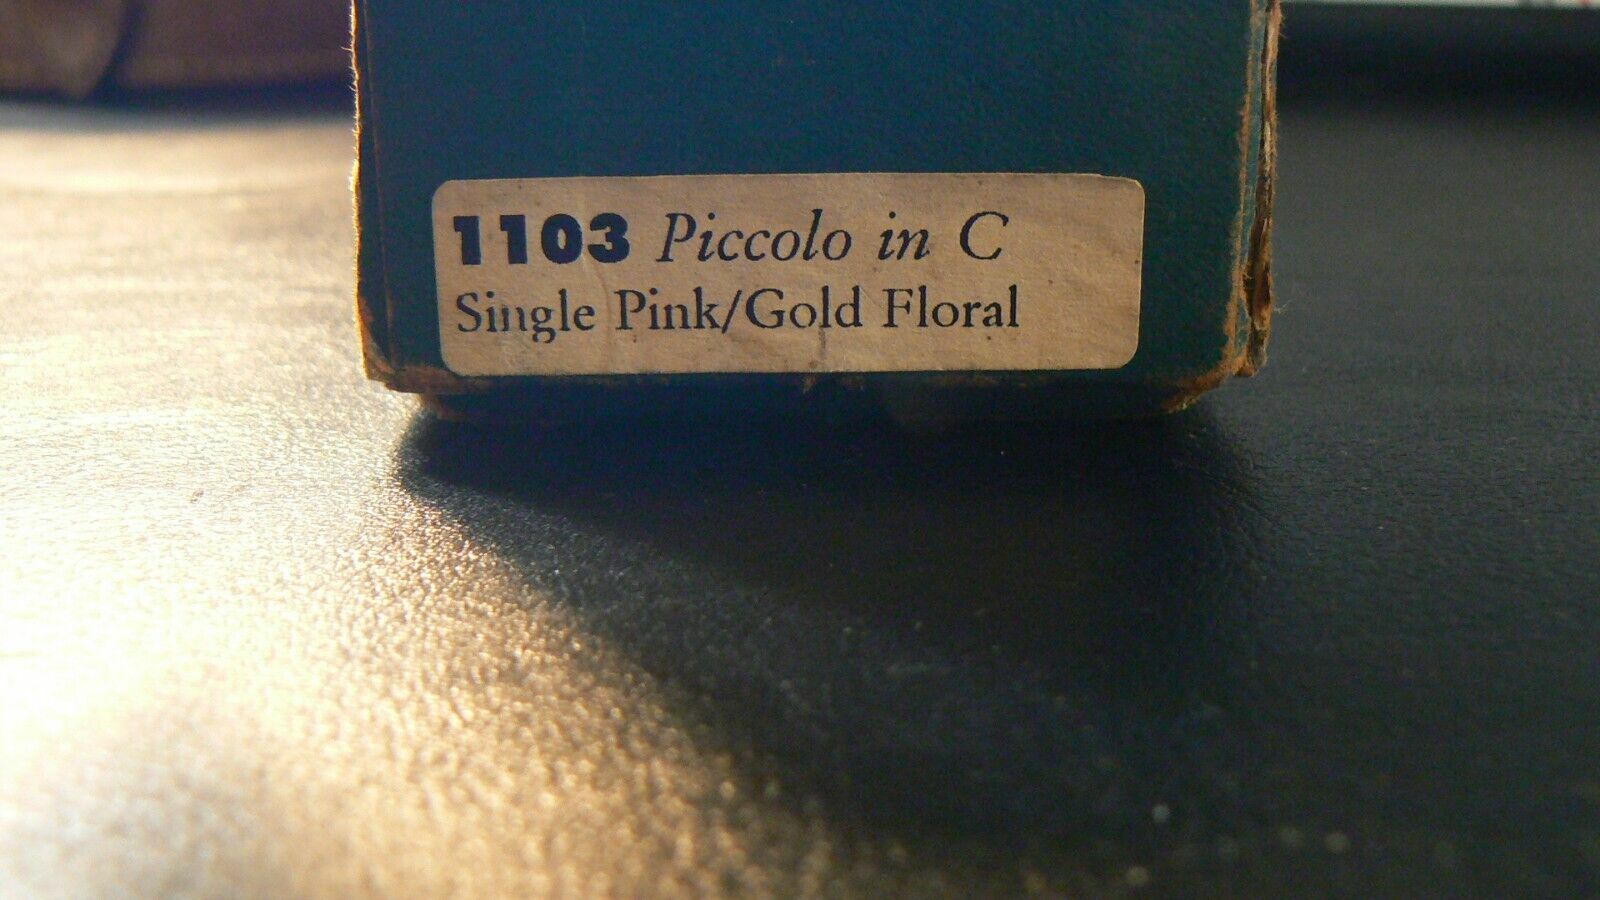 1103 Piccolo in C
Single Pink/Gold Floral